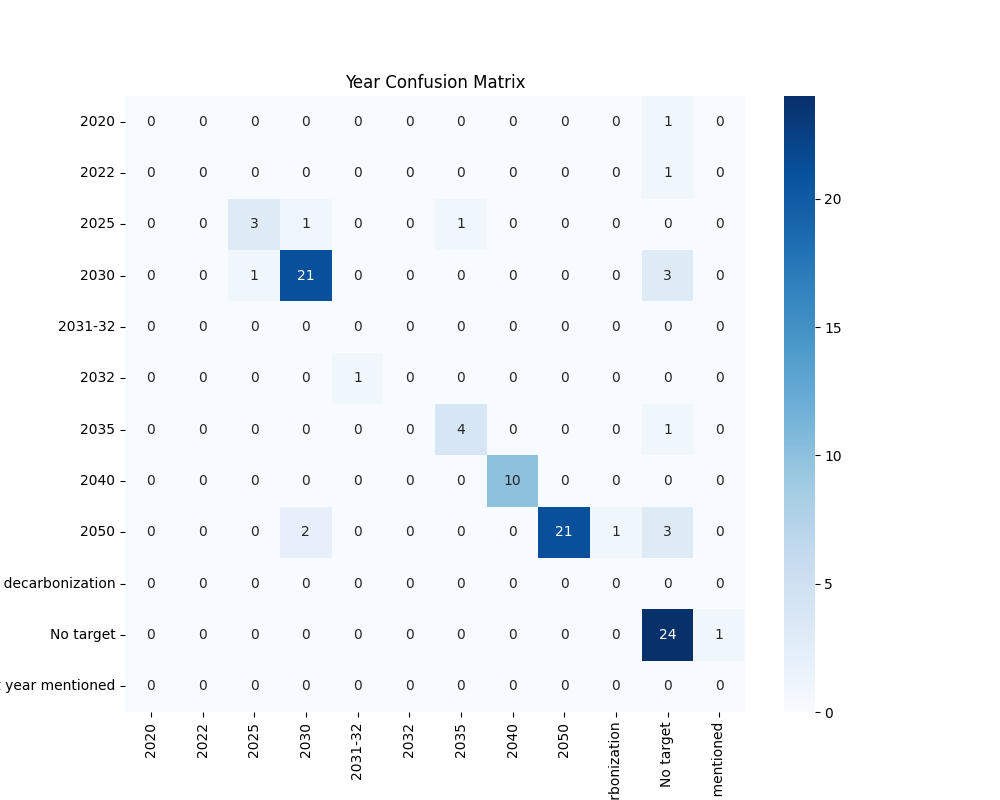 Year Confusion Matrix
2020 0 0 0 0 0 0 0 0 0 0 1 0
2022 0 0 0 0 0 0 0 0 0 0 1 0
2025 0 0 3 1 0 0 1 0 0 0 0 0
2030 0 0 1 21 0 0 0 0 0 0 3 0
2031-32 0 0 0 0 0 0 0 0 0 0 0 0
2032 0 0 0 0 1 0 0 0 0 0 0 0
2035 0 0 0 0 0 0 4 0 0 0 1 0
2040 0 0 0 0 0 0 0 10 0 0 0 0
2050 0 0 0 2 0 0 0 0 21 1 3 0
decarbonization 0 0 0 0 0 0 0 0 0 0 0 0
No target 0 0 0 0 0 0 0 0 0 0 24 1
year mentioned 0 0 0 0 0 0 0 0 0 0 0 0
2020 2022 2025 2030 2031-32 2032 2035 2040 2050 rbonization No target mentioned
20
15
10
5
0